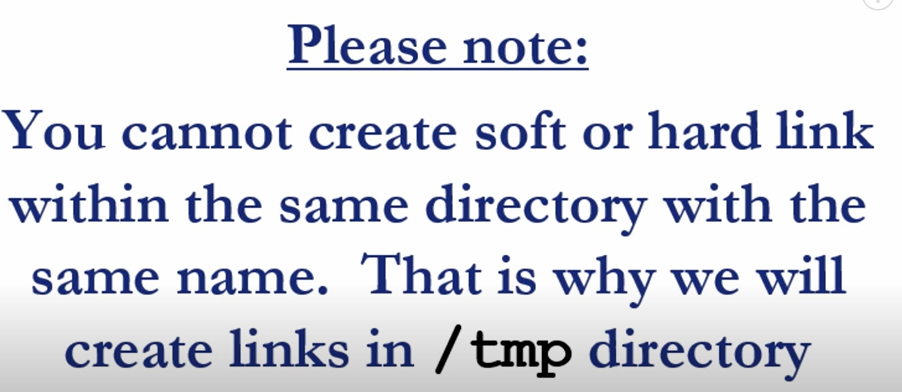 Please note:
You cannot create soft or hard link
within the same directory with the
same name.  That is why we will
create links in /tmp directory